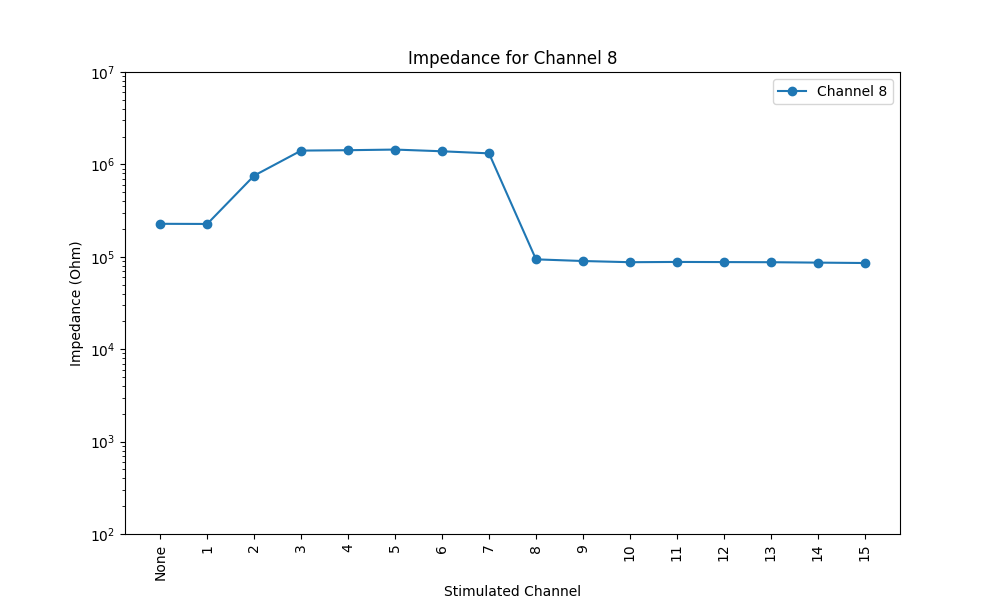 Impedance for Channel 8
Channel 8
Impedance (Ohm)
10^7
10^6
10^5
10^4
10^3
10^2
None 1 2 3 4 5 6 7 8 9 10 11 12 13 14 15
Stimulated Channel